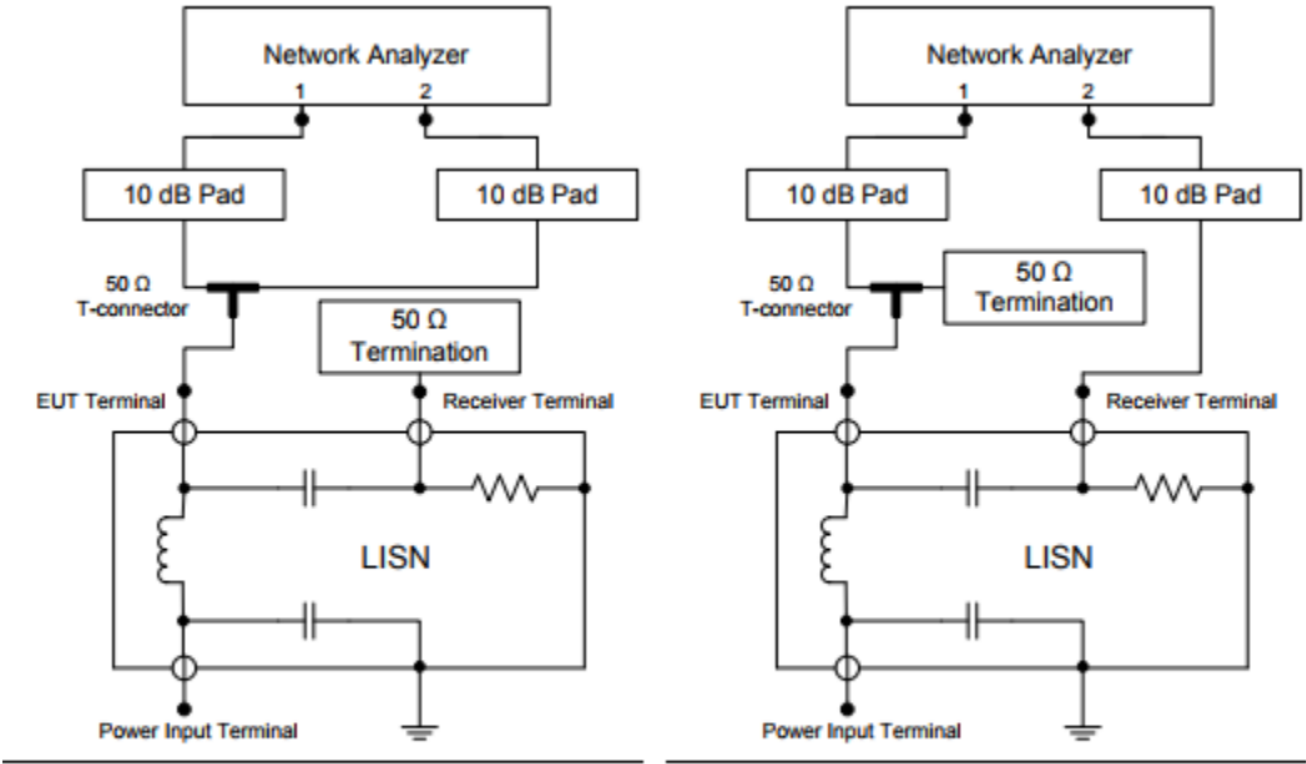 Network Analyzer
1 2
10 dB Pad
10 dB Pad
50 Ω
T-connector
50 Ω
Termination
EUT Terminal
Receiver Terminal
LISN
Power Input Terminal
Network Analyzer
1 2
10 dB Pad
10 dB Pad
50 Ω
T-connector
50 Ω
Termination
EUT Terminal
Receiver Terminal
LISN
Power Input Terminal